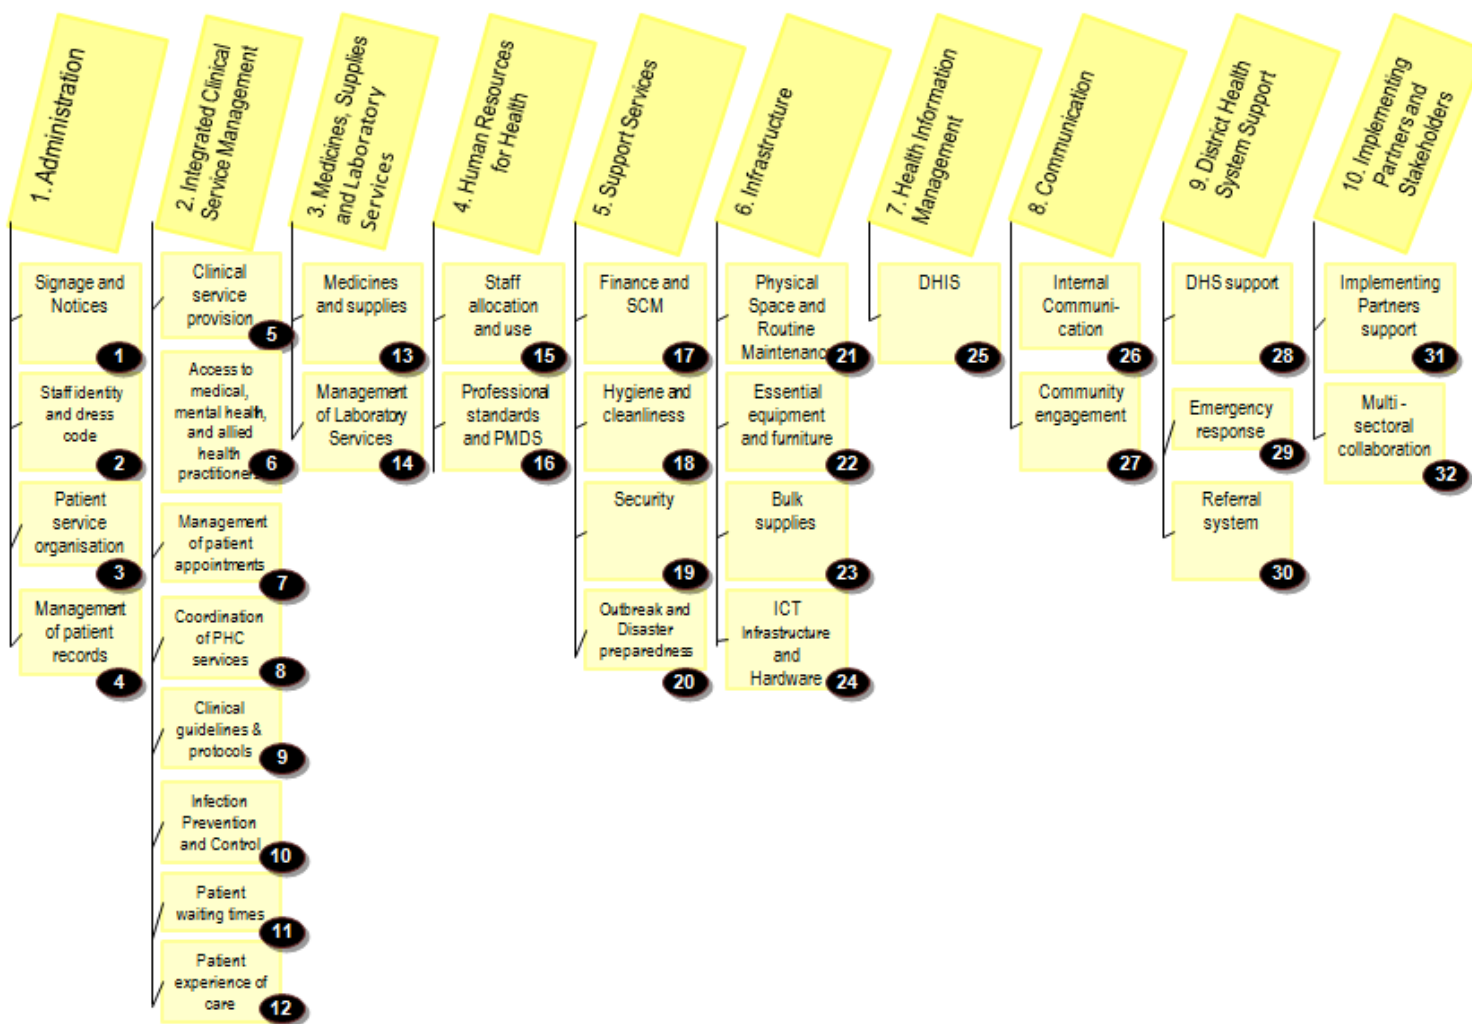 1. Administration
Signage and
Notices
1
Staff identity
and dress
code
2
Patient
service
organisation
3
Management
of patient
records
4
2. Integrated Clinical
Service Management
Clinical
service
provision
5
Access to
medical,
mental health,
and allied
health
practitioners
6
Management
of patient
appointments
7
Coordination
of PHC
services
8
Clinical
guidelines &
protocols
9
Infection
Prevention
and Control
10
Patient
waiting times
11
Patient
experience of
care
12
3. Medicines, Supplies
and Laboratory
Services
Medicines
and supplies
13
Management
of Laboratory
Services
14
4. Human Resources
for Health
Staff
allocation
and use
15
Professional
standards
and PMDS
16
5. Support Services
Finance and
SCM
17
Hygiene and
cleanliness
18
Security
19
Outbreak and
Disaster
preparedness
20
6. Infrastructure
Physical
Space and
Routine
Maintenance
21
Essential
equipment
and furniture
22
Bulk
supplies
23
ICT
Infrastructure
and
Hardware
24
7. Health Information
Management
DHIS
25
8. Communication
Internal
Communi-
cation
26
Community
engagement
27
9. District Health
System Support
DHS support
28
Emergency
response
29
Referral
system
30
10. Implementing
Partners and
Stakeholders
Implementing
Partners
support
31
Multi -
sectoral
collaboration
32